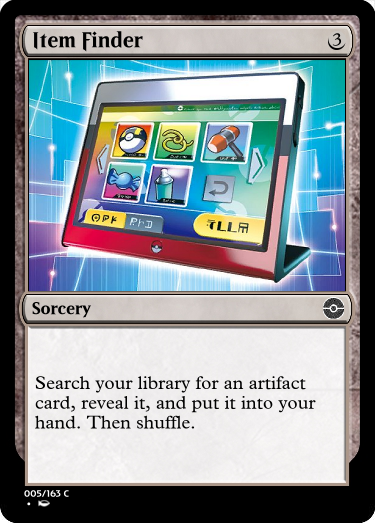 Item Finder 3
Sorcery
Search your library for an artifact
card, reveal it, and put it into your
hand. Then shuffle.
005/163 C